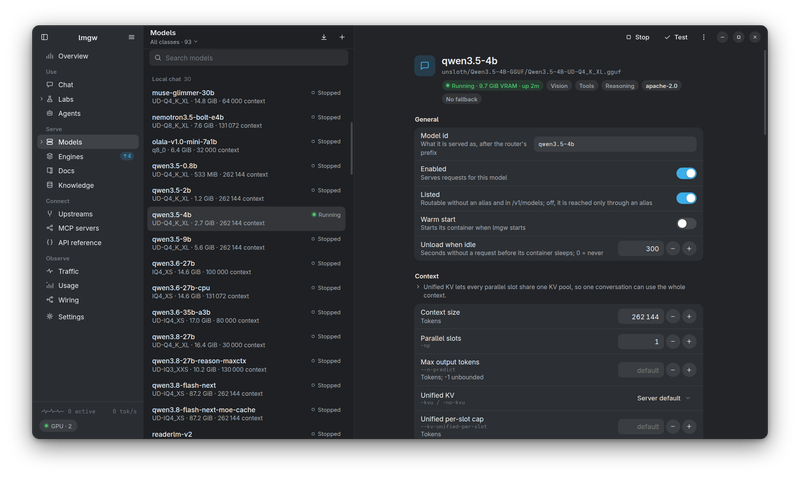 lmgw
Overview
Use
Chat
Labs
Agents
Serve
Models
Engines
4
Docs
Knowledge
Connect
Upstreams
MCP servers
API reference
Observe
Traffic
Usage
Wiring
Settings
0 active
0 tok/s
GPU · 2
Models
All classes · 93
Search models
Local chat 30
muse-glimmer-30b
UD-Q4_K_XL · 14.8 GiB · 64 000 context
Stopped
nemotron3.5-bolt-e4b
UD-Q8_K_XL · 7.6 GiB · 131 072 context
Stopped
olala-v1.0-mini-7a1b
q8_0 · 6.4 GiB · 32 000 context
Stopped
qwen3.5-0.8b
UD-Q4_K_XL · 533 MiB · 262 144 context
Stopped
qwen3.5-2b
UD-Q4_K_XL · 1.2 GiB · 262 144 context
Stopped
qwen3.5-4b
UD-Q4_K_XL · 2.7 GiB · 262 144 context
Running
qwen3.5-9b
UD-Q4_K_XL · 5.6 GiB · 262 144 context
Stopped
qwen3.6-27b
IQ4_XS · 14.6 GiB · 100 000 context
Stopped
qwen3.6-27b-cpu
IQ4_XS · 14.6 GiB · 131 072 context
Stopped
qwen3.6-35b-a3b
UD-IQ4_XS · 17.0 GiB · 80 000 context
Stopped
qwen3.8-27b
UD-Q4_K_XL · 16.4 GiB · 30 000 context
Stopped
qwen3.8-27b-reason-maxctx
UD-IQ3_XXS · 10.2 GiB · 130 000 context
Stopped
qwen3.8-flash-next
UD-IQ4_XS · 87.2 GiB · 262 144 context
Stopped
qwen3.8-flash-next-moe-cache
UD-IQ4_XS · 87.2 GiB · 262 144 context
Stopped
readerlm-v2
Stopped
Stop
Test
qwen3.5-4b
unsloth/Qwen3.5-4B-GGUF/Qwen3.5-4B-UD-Q4_K_XL.gguf
Running · 9.7 GiB VRAM · up 2m
Vision
Tools
Reasoning
apache-2.0
No fallback
General
Model id
What it is served as, after the router's prefix
qwen3.5-4b
Enabled
Serves requests for this model
Listed
Routable without an alias and in /v1/models; off, it is reached only through an alias
Warm start
Starts its container when lmgw starts
Unload when idle
Seconds without a request before its container sleeps; 0 = never
300
Context
Unified KV lets every parallel slot share one KV pool, so one conversation can use the whole context.
Context size
Tokens
262 144
Parallel slots
-np
1
Max output tokens
--n-predict
Tokens; -1 unbounded
default
Unified KV
-kvu / -no-kvu
Server default
Unified per-slot cap
--kv-unified-per-slot
Tokens
default